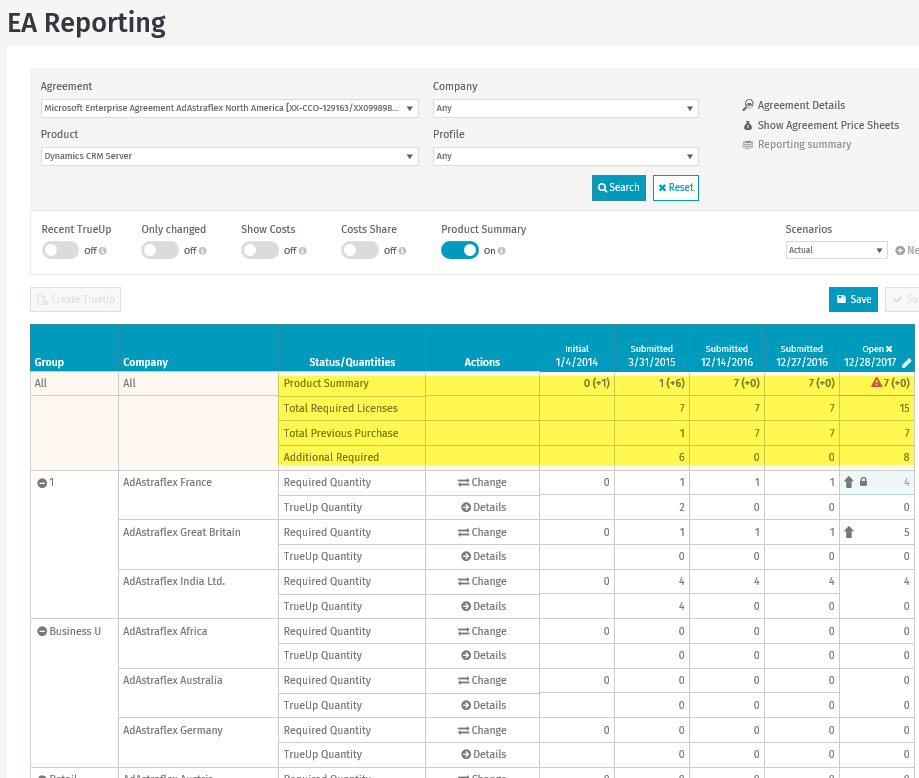 EA Reporting
Agreement Company
Microsoft Enterprise Agreement AdAstraflex North America [XX-CCO-129163/XX099898... Any
Agreement Details
Show Agreement Price Sheets
Reporting summary
Product Profile
Dynamics CRM Server Any
Search Reset
Recent TrueUp Only changed Show Costs Costs Share Product Summary Scenarios
Off Off Off Off On Actual
Create TrueUp Save
Initial Submitted Submitted Submitted Open
Group Company Status/Quantities Actions 1/4/2014 3/31/2015 12/14/2016 12/27/2016 12/28/2017
All All Product Summary 0 (+1) 1 (+6) 7 (+0) 7 (+0) 7 (+0)
Total Required Licenses 7 7 7 15
Total Previous Purchase 1 7 7 7
Additional Required 6 0 0 8
1 AdAstraflex France Required Quantity Change 0 1 1 1 4
TrueUp Quantity Details 2 0 0 0
AdAstraflex Great Britain Required Quantity Change 0 1 1 1 5
TrueUp Quantity Details 0 0 0 0
AdAstraflex India Ltd. Required Quantity Change 0 4 4 4 4
TrueUp Quantity Details 4 0 0 0
Business U AdAstraflex Africa Required Quantity Change 0 0 0 0 0
TrueUp Quantity Details 0 0 0 0
AdAstraflex Australia Required Quantity Change 0 0 0 0 0
TrueUp Quantity Details 0 0 0 0
AdAstraflex Germany Required Quantity Change 0 0 0 0 0
TrueUp Quantity Details 0 0 0 0